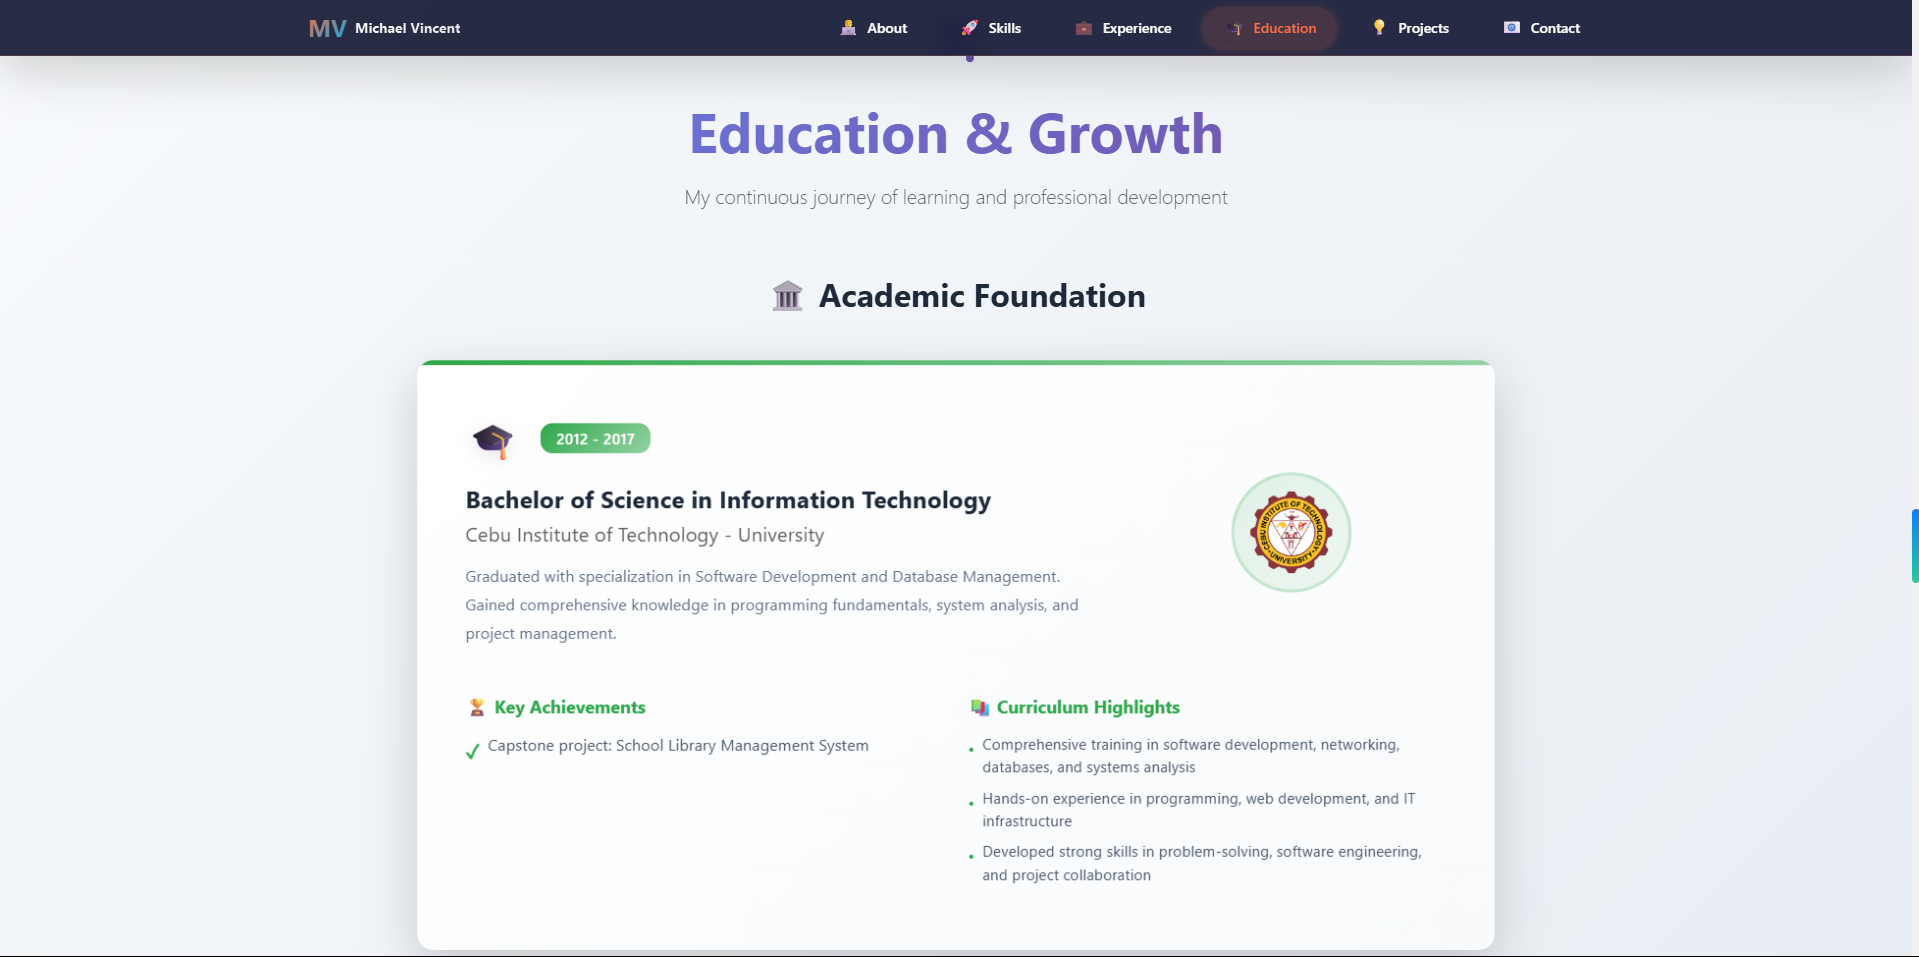 MV Michael Vincent About Skills Experience Education Projects Contact
Education & Growth
My continuous journey of learning and professional development
Academic Foundation
2012 - 2017
Bachelor of Science in Information Technology
Cebu Institute of Technology - University
Graduated with specialization in Software Development and Database Management.
Gained comprehensive knowledge in programming fundamentals, system analysis, and
project management.
CEBU INSTITUTE OF TECHNOLOGY
UNIVERSITY
Key Achievements
Capstone project: School Library Management System
Curriculum Highlights
Comprehensive training in software development, networking,
databases, and systems analysis
Hands-on experience in programming, web development, and IT
infrastructure
Developed strong skills in problem-solving, software engineering,
and project collaboration